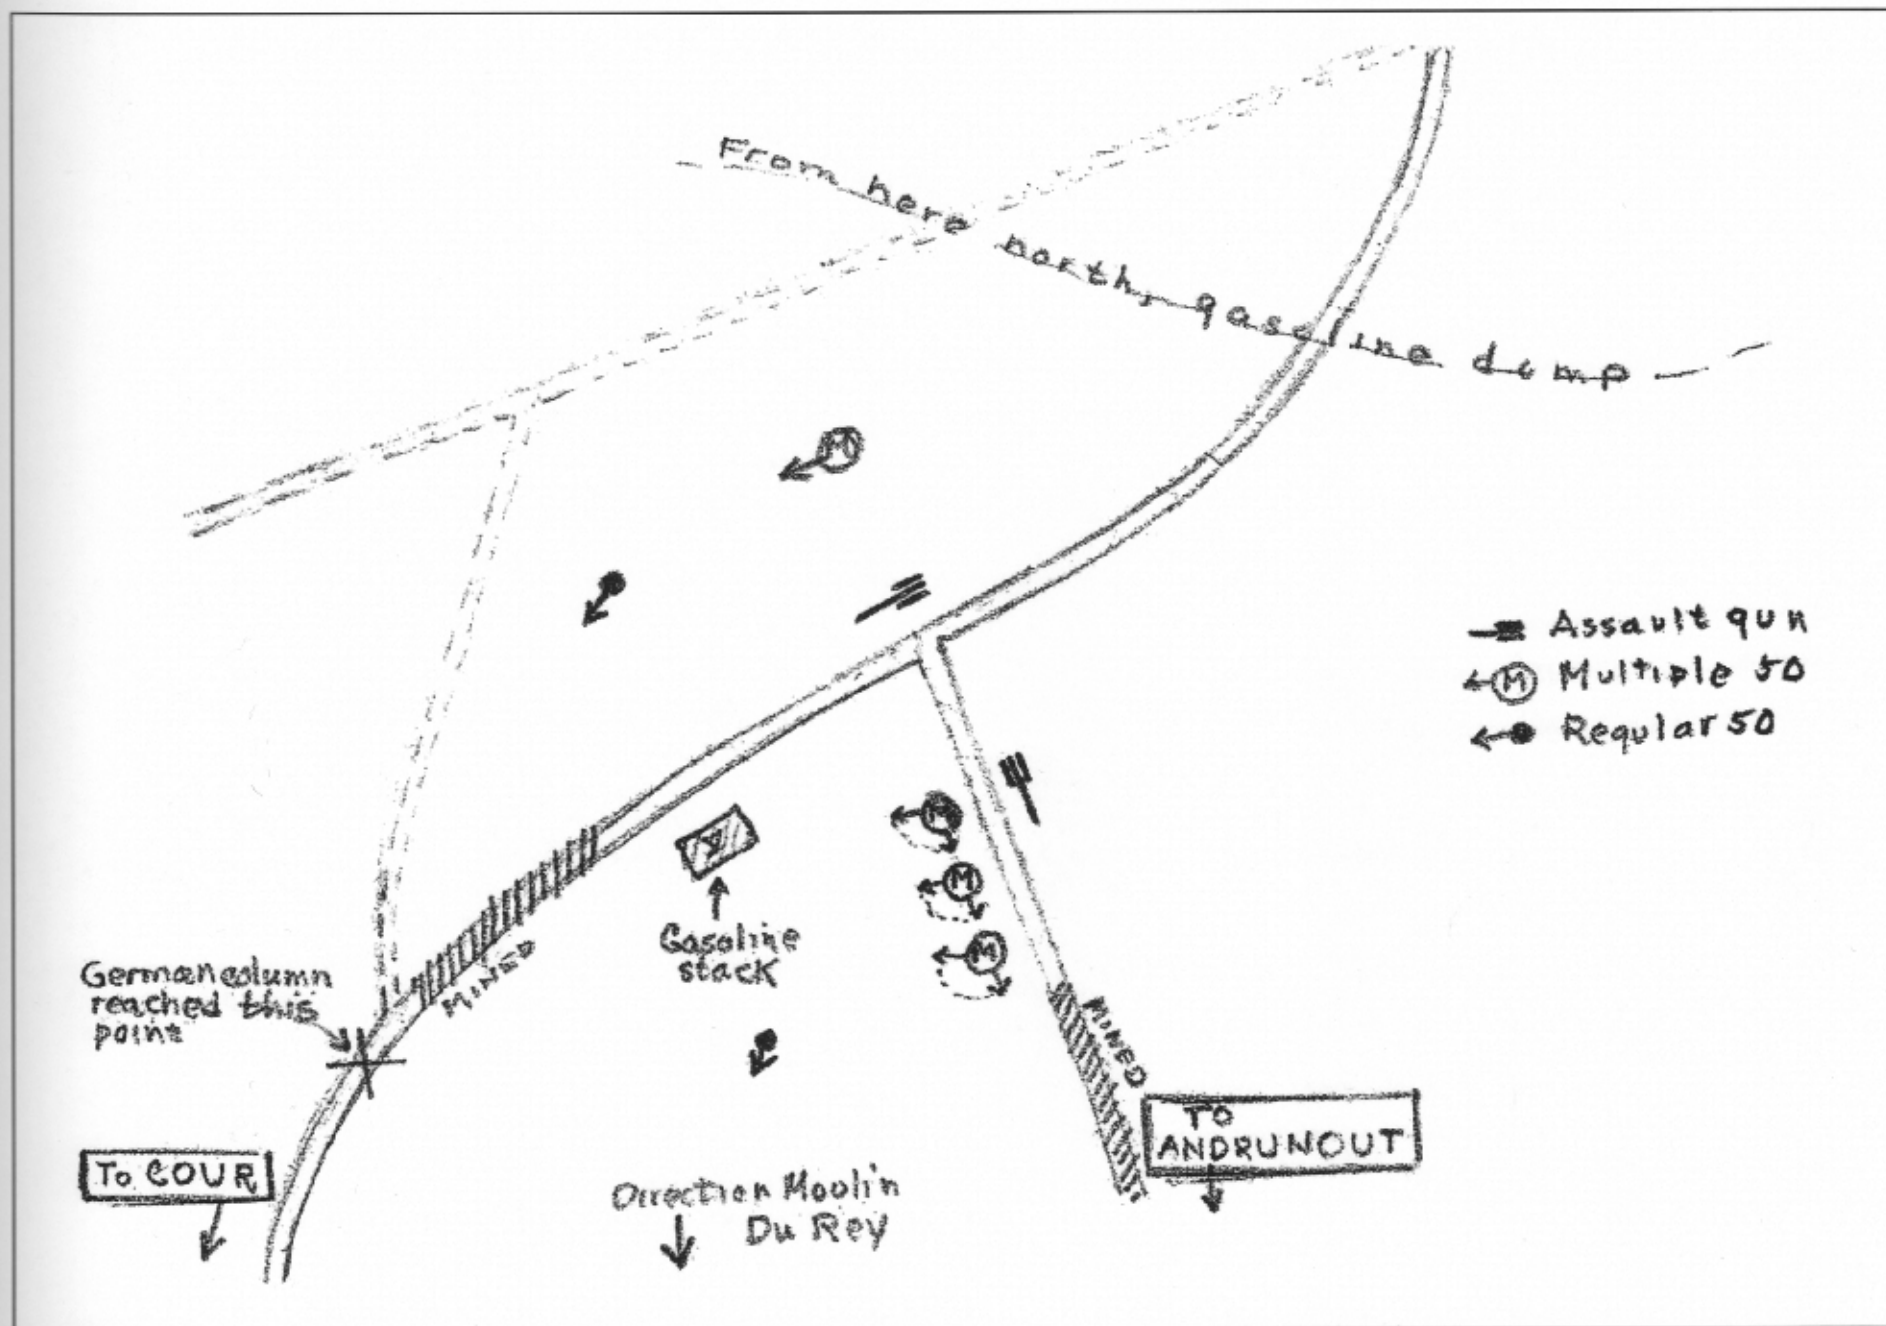 From here north, gasoline dump
Assault gun
M Multiple 50
Regular 50
M
M
M
M
Gasoline
stack
MINED
German column
reached this
point
MINED
TO
ANDRUNOUT
To COUR
Direction Moulin
Du Rey